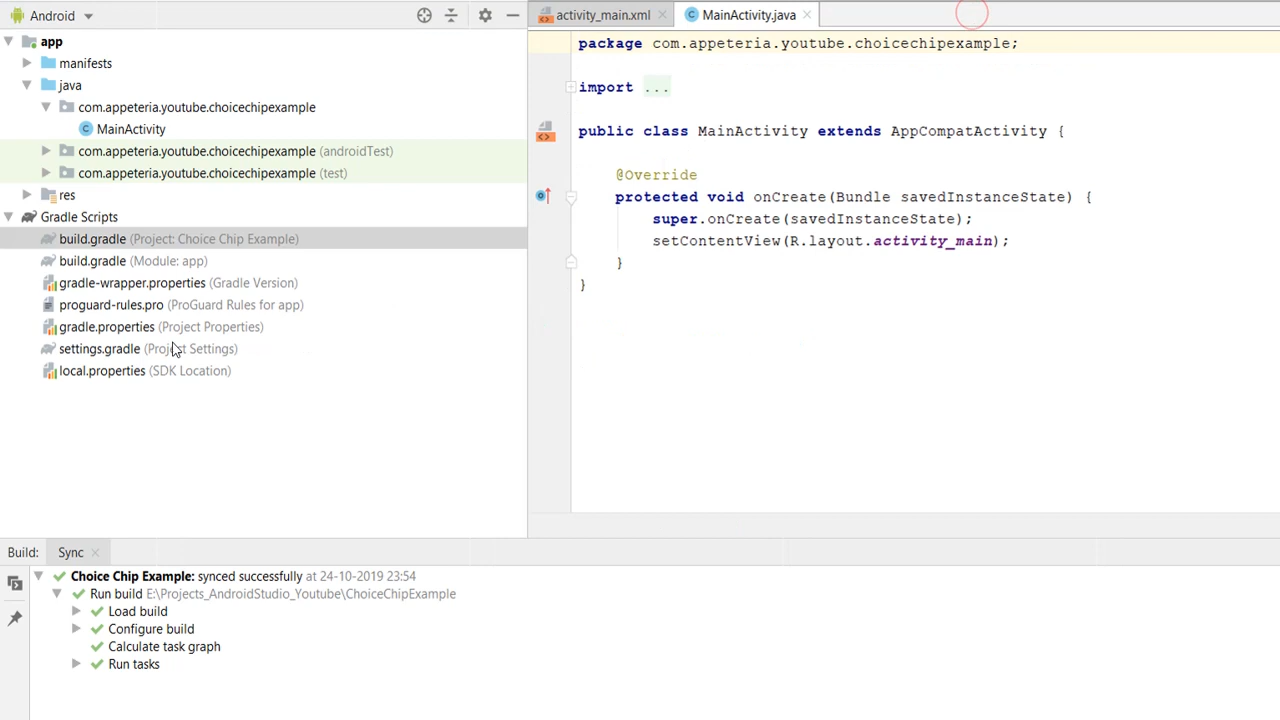 Android
app
manifests
java
com.appeteria.youtube.choicechipexample
MainActivity
com.appeteria.youtube.choicechipexample (androidTest)
com.appeteria.youtube.choicechipexample (test)
res
Gradle Scripts
build.gradle (Project: Choice Chip Example)
build.gradle (Module: app)
gradle-wrapper.properties (Gradle Version)
proguard-rules.pro (ProGuard Rules for app)
gradle.properties (Project Properties)
settings.gradle (Project Settings)
local.properties (SDK Location)
activity_main.xml MainActivity.java
package com.appeteria.youtube.choicechipexample;
import ...
public class MainActivity extends AppCompatActivity {
@Override
protected void onCreate(Bundle savedInstanceState) {
super.onCreate(savedInstanceState);
setContentView(R.layout.activity_main);
}
}
Build: Sync
Choice Chip Example: synced successfully at 24-10-2019 23:54
Run build E:\Projects_AndroidStudio_Youtube\ChoiceChipExample
Load build
Configure build
Calculate task graph
Run tasks